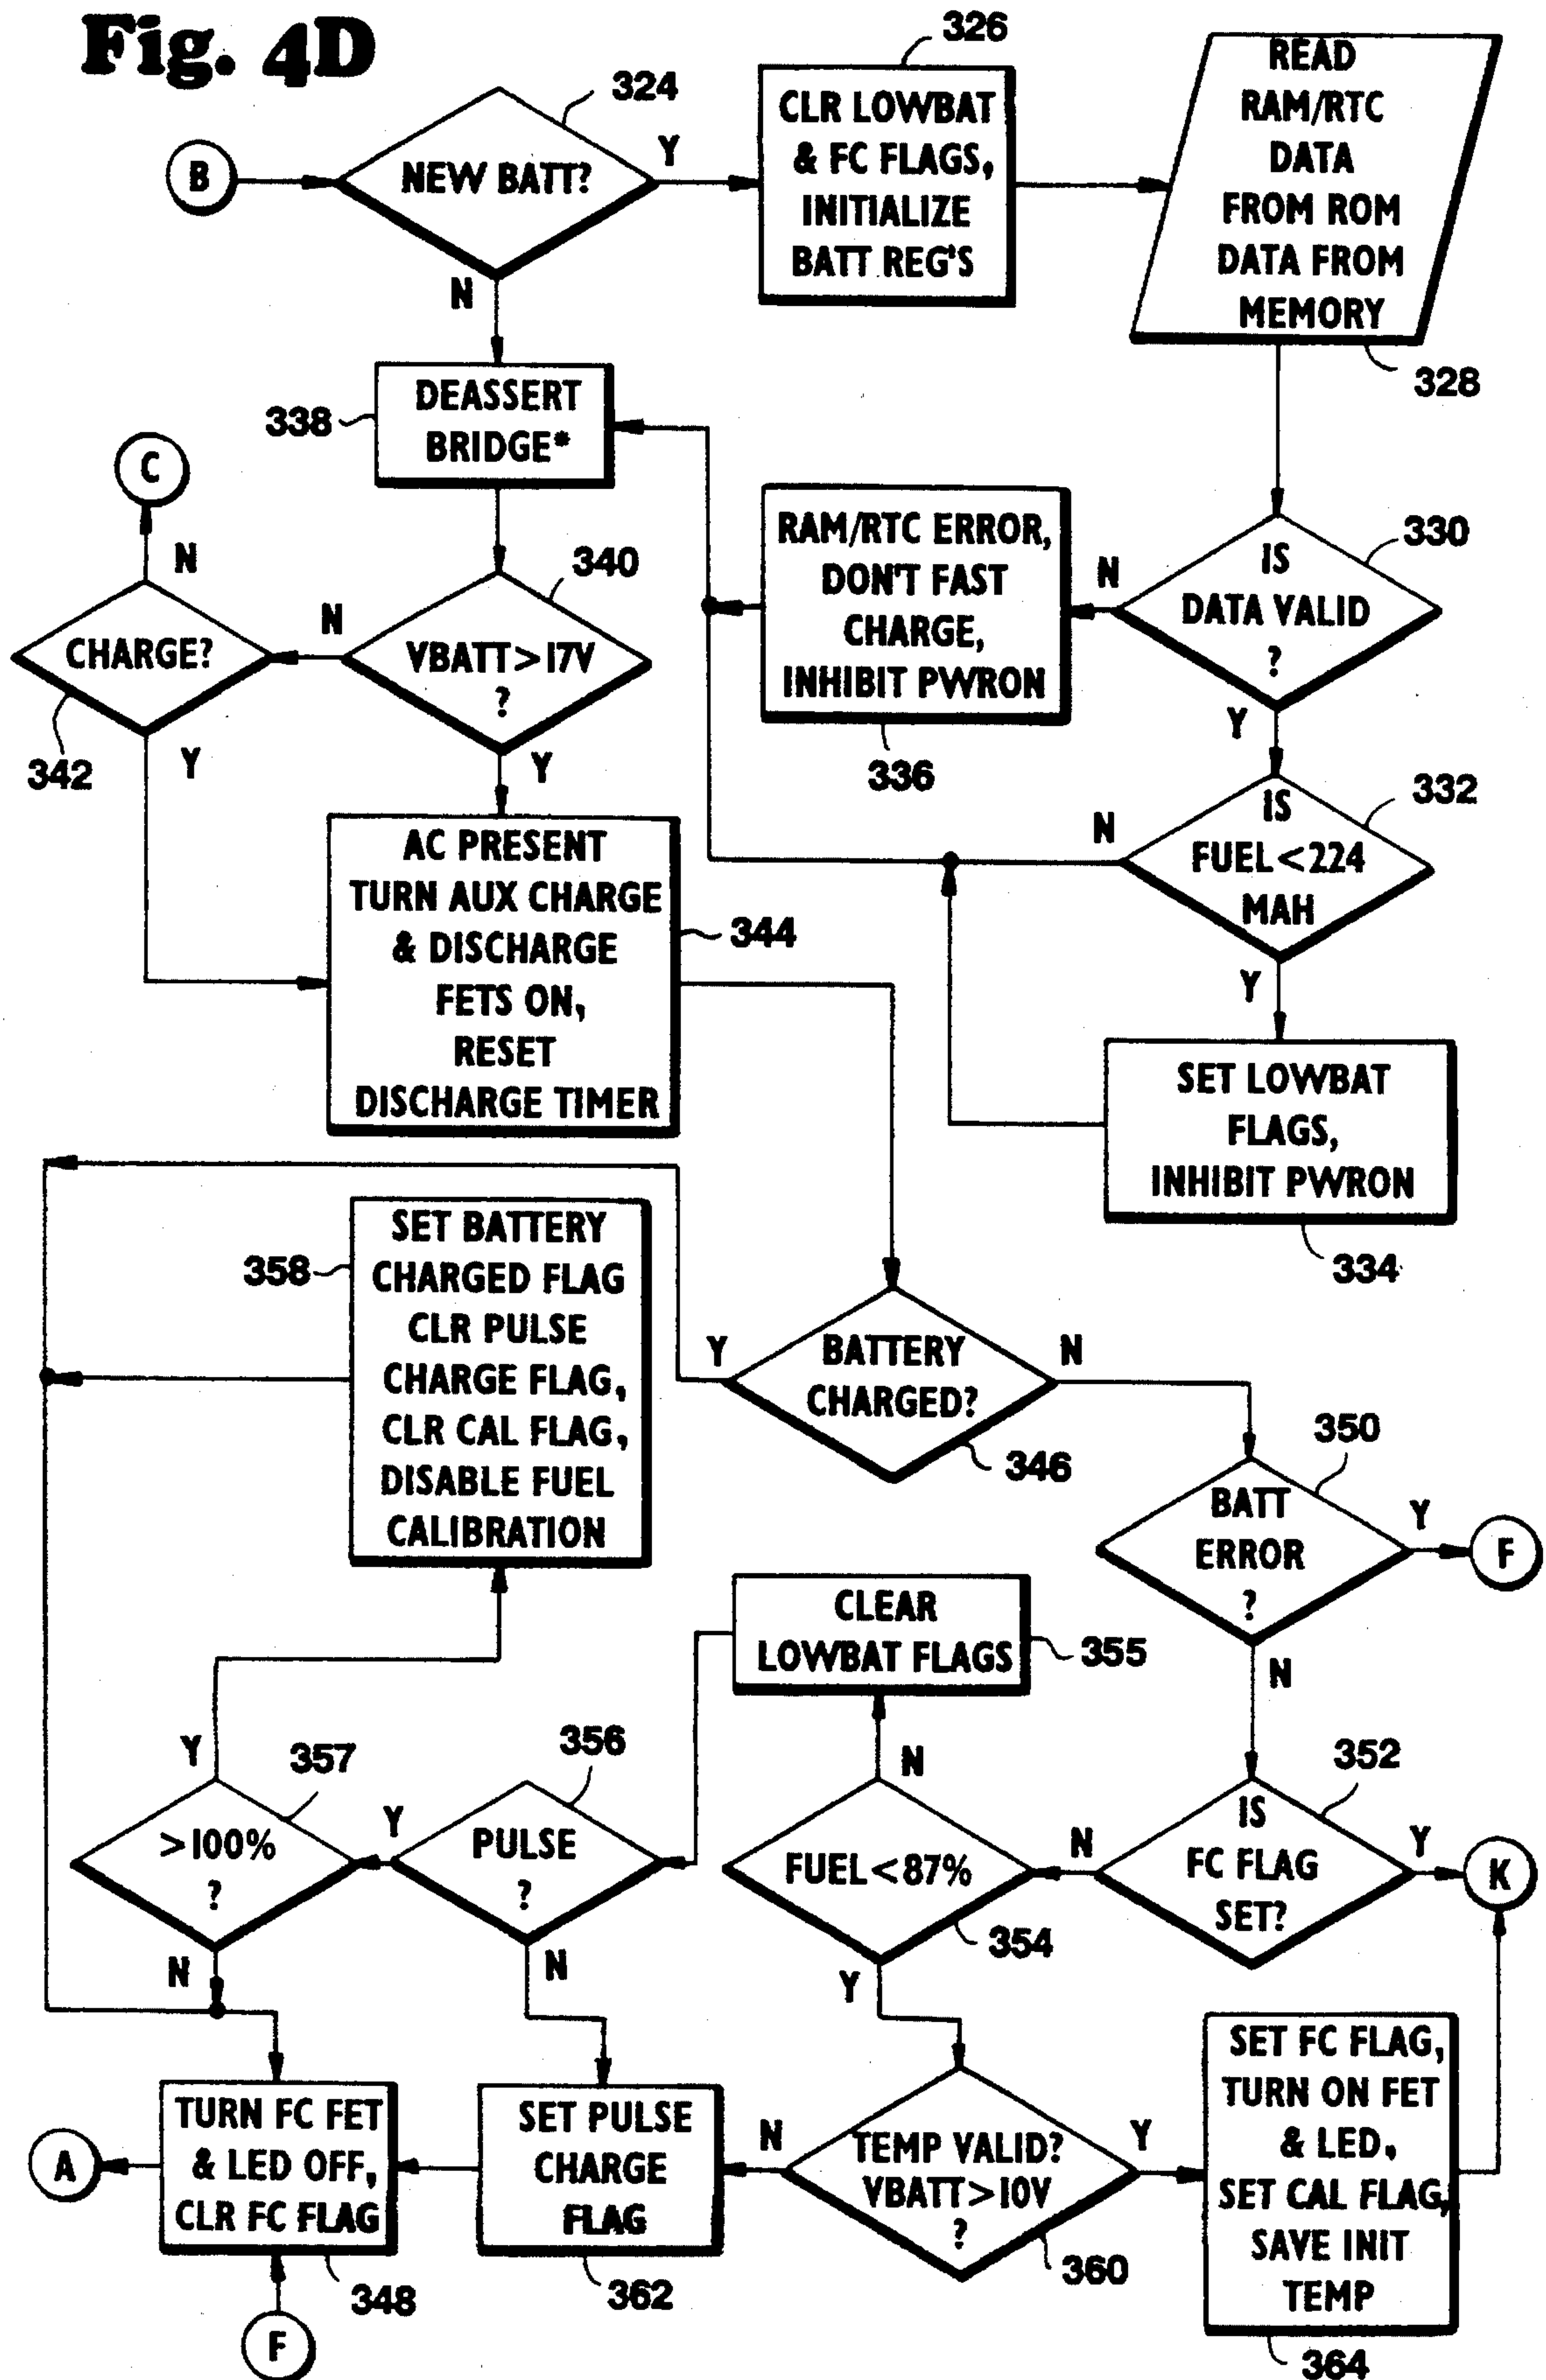 Fig. 4D
324
326
B
NEW BATT?
Y
N
CLR LOWBAT
& FC FLAGS,
INITIALIZE
BATT REG'S
READ
RAM/RTC
DATA
FROM ROM
DATA FROM
MEMORY
328
338
DEASSERT
BRIDGE*
C
N
CHARGE?
342
Y
340
N
VBATT>17V
?
Y
RAM/RTC ERROR,
DON'T FAST
CHARGE,
INHIBIT PWRON
336
330
N
IS
DATA VALID
?
Y
332
N
IS
FUEL<224
MAH
Y
AC PRESENT
TURN AUX CHARGE
& DISCHARGE
FETS ON,
RESET
DISCHARGE TIMER
344
SET LOWBAT
FLAGS,
INHIBIT PWRON
334
358
SET BATTERY
CHARGED FLAG
CLR PULSE
CHARGE FLAG,
CLR CAL FLAG,
DISABLE FUEL
CALIBRATION
Y
BATTERY
CHARGED?
N
346
350
BATT
ERROR
?
Y
F
N
CLEAR
LOWBAT FLAGS
355
Y
357
>100%
?
N
356
Y
PULSE
?
N
N
FUEL<87%
354
Y
352
N
IS
FC FLAG
SET?
Y
K
A
TURN FC FET
& LED OFF,
CLR FC FLAG
348
F
SET PULSE
CHARGE
FLAG
362
N
TEMP VALID?
VBATT>10V
?
Y
360
SET FC FLAG,
TURN ON FET
& LED,
SET CAL FLAG,
SAVE INIT
TEMP
364